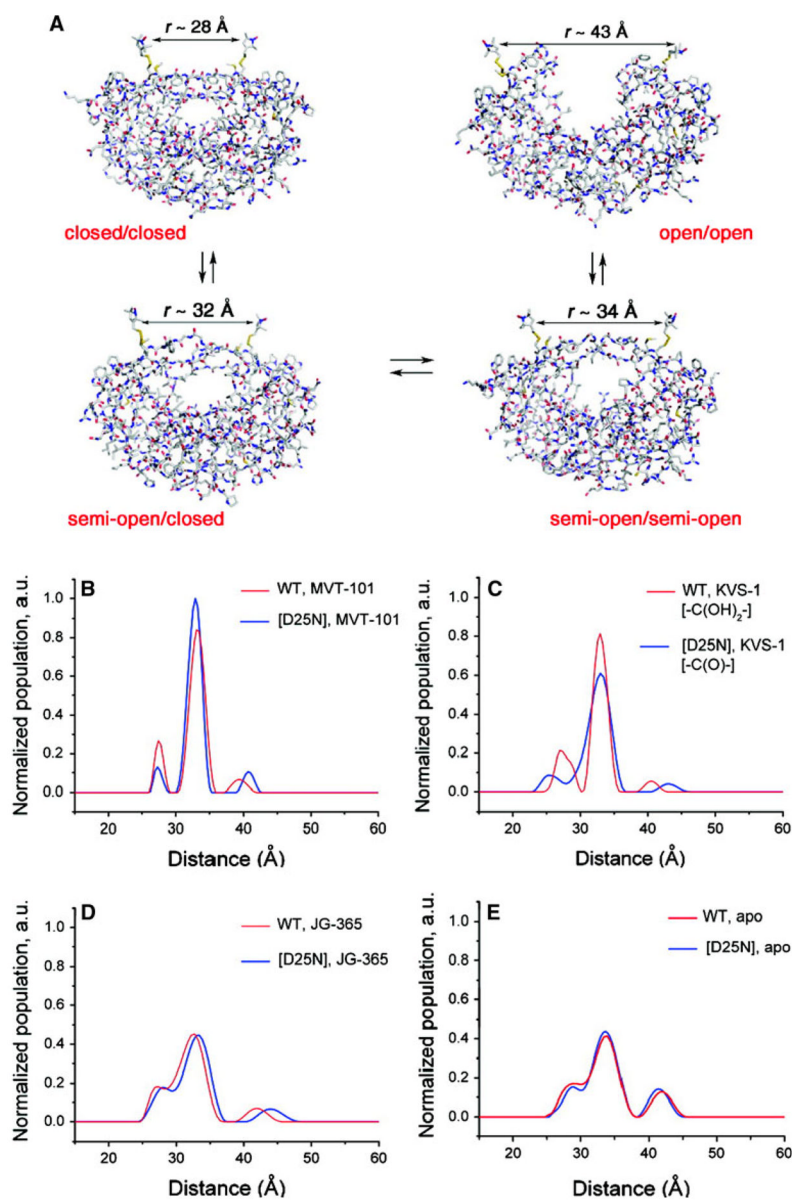 A
r ~ 28 Å
r ~ 43 Å
closed/closed
open/open
r ~ 32 Å
r ~ 34 Å
semi-open/closed
semi-open/semi-open
B
WT, MVT-101
[D25N], MVT-101
Normalized population, a.u.
1.0
0.8
0.6
0.4
0.2
0.0
20 30 40 50 60
Distance (Å)
C
WT, KVS-1
[-C(OH)₂-]
[D25N], KVS-1
[-C(O)-]
Normalized population, a.u.
1.0
0.8
0.6
0.4
0.2
0.0
20 30 40 50 60
Distance (Å)
D
WT, JG-365
[D25N], JG-365
Normalized population, a.u.
1.0
0.8
0.6
0.4
0.2
0.0
20 30 40 50 60
Distance (Å)
E
WT, apo
[D25N], apo
Normalized population, a.u.
1.0
0.8
0.6
0.4
0.2
0.0
20 30 40 50 60
Distance (Å)